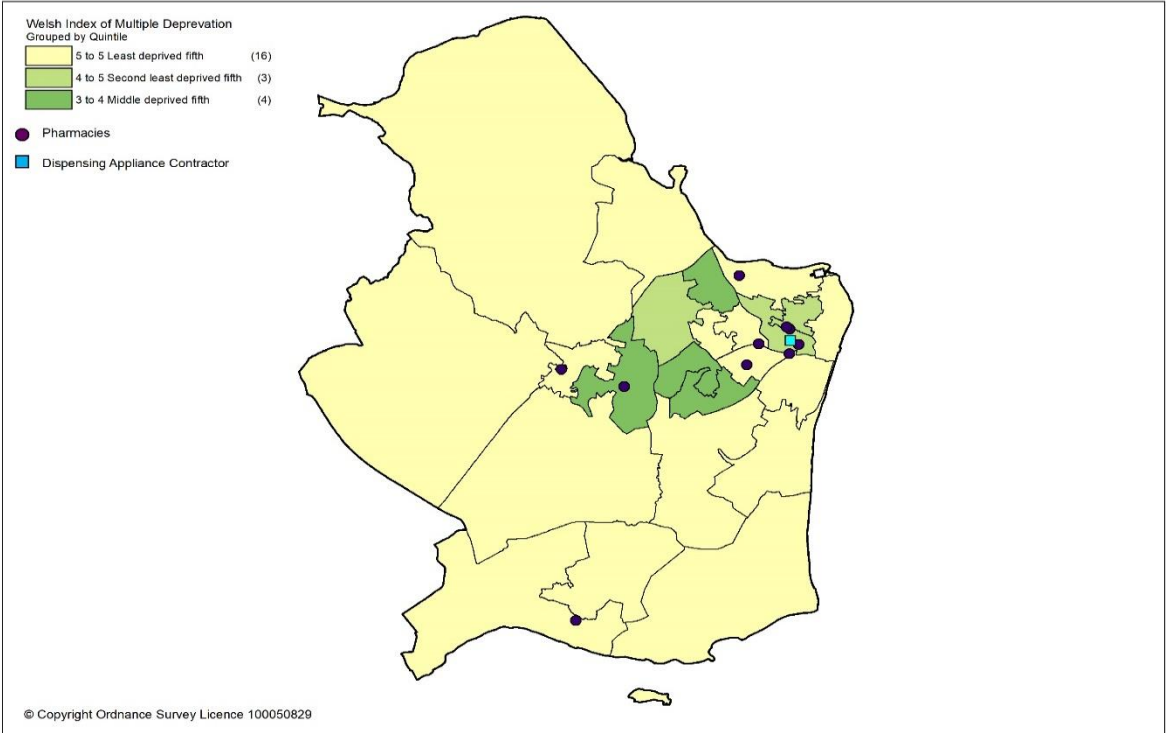 Welsh Index of Multiple Deprevation
Grouped by Quintile
5 to 5 Least deprived fifth (16)
4 to 5 Second least deprived fifth (3)
3 to 4 Middle deprived fifth (4)
Pharmacies
Dispensing Appliance Contractor
© Copyright Ordnance Survey Licence 100050829